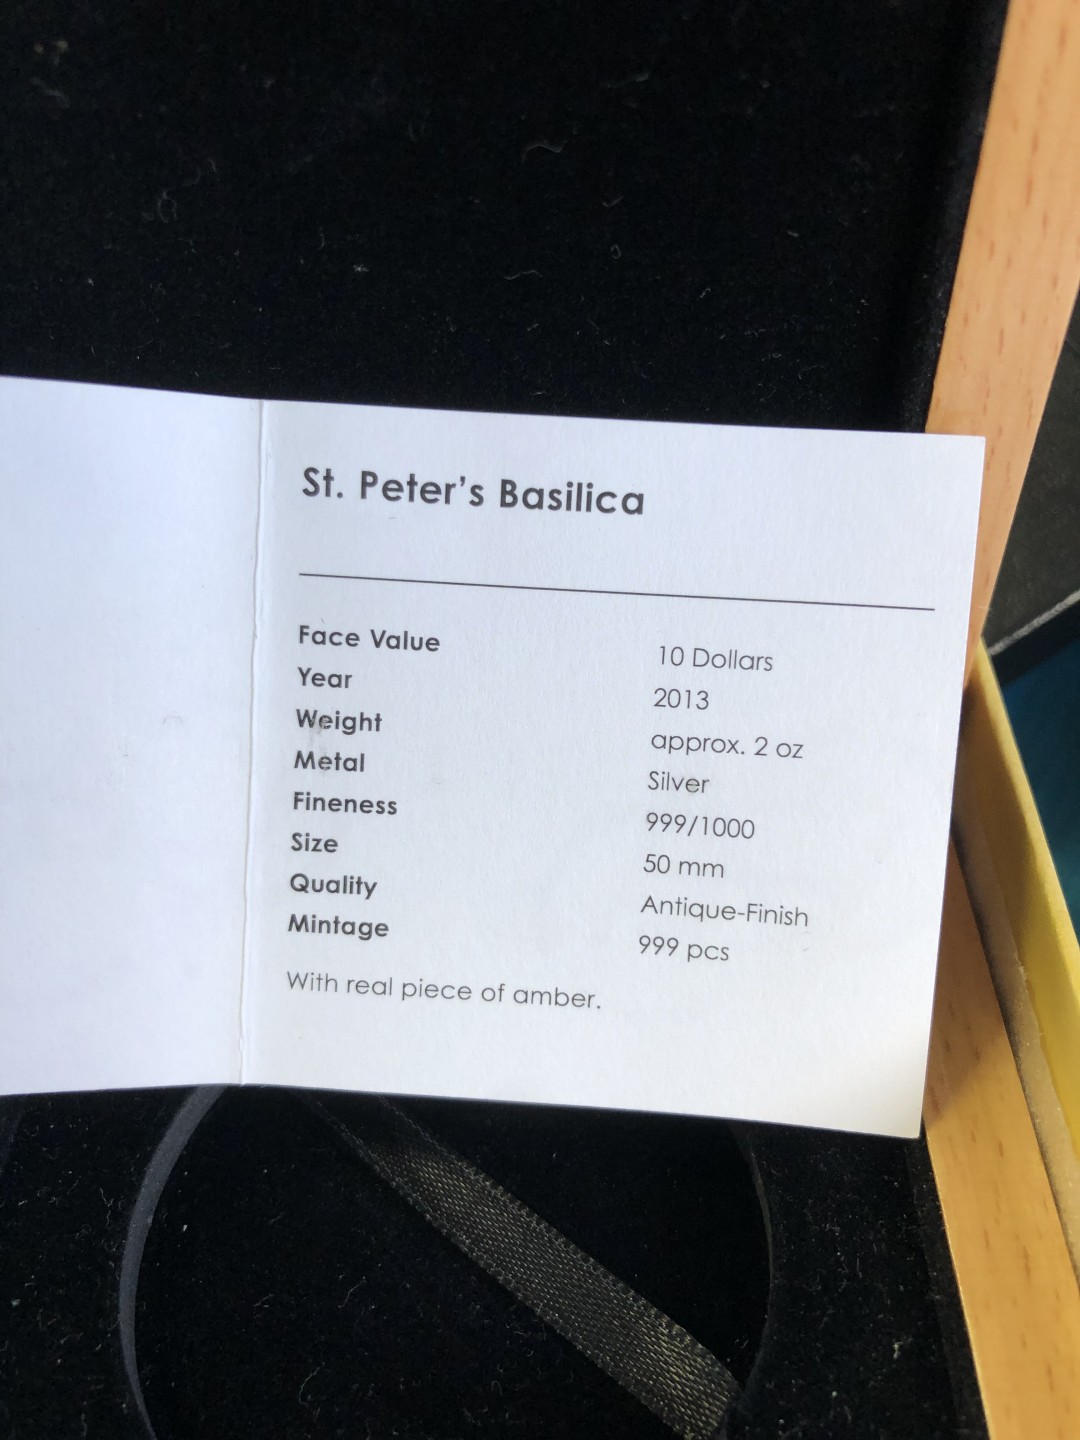 St. Peter's Basilica
Face Value 10 Dollars
Year 2013
Weight approx. 2 oz
Metal Silver
Fineness 999/1000
Size 50 mm
Quality Antique-Finish
Mintage 999 pcs
With real piece of amber.